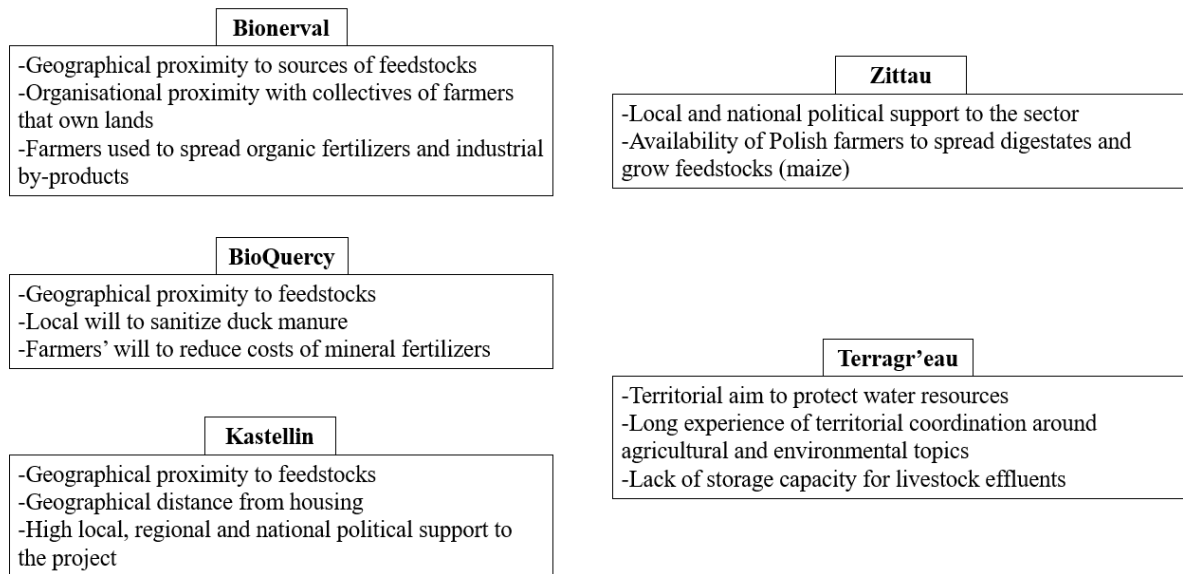 Bionerval
-Geographical proximity to sources of feedstocks
-Organisational proximity with collectives of farmers
that own lands
-Farmers used to spread organic fertilizers and industrial
by-products
BioQuercy
-Geographical proximity to feedstocks
-Local will to sanitize duck manure
-Farmers’ will to reduce costs of mineral fertilizers
Kastellin
-Geographical proximity to feedstocks
-Geographical distance from housing
-High local, regional and national political support to
the project
Zittau
-Local and national political support to the sector
-Availability of Polish farmers to spread digestates and
grow feedstocks (maize)
Terragr’eau
-Territorial aim to protect water resources
-Long experience of territorial coordination around
agricultural and environmental topics
-Lack of storage capacity for livestock effluents